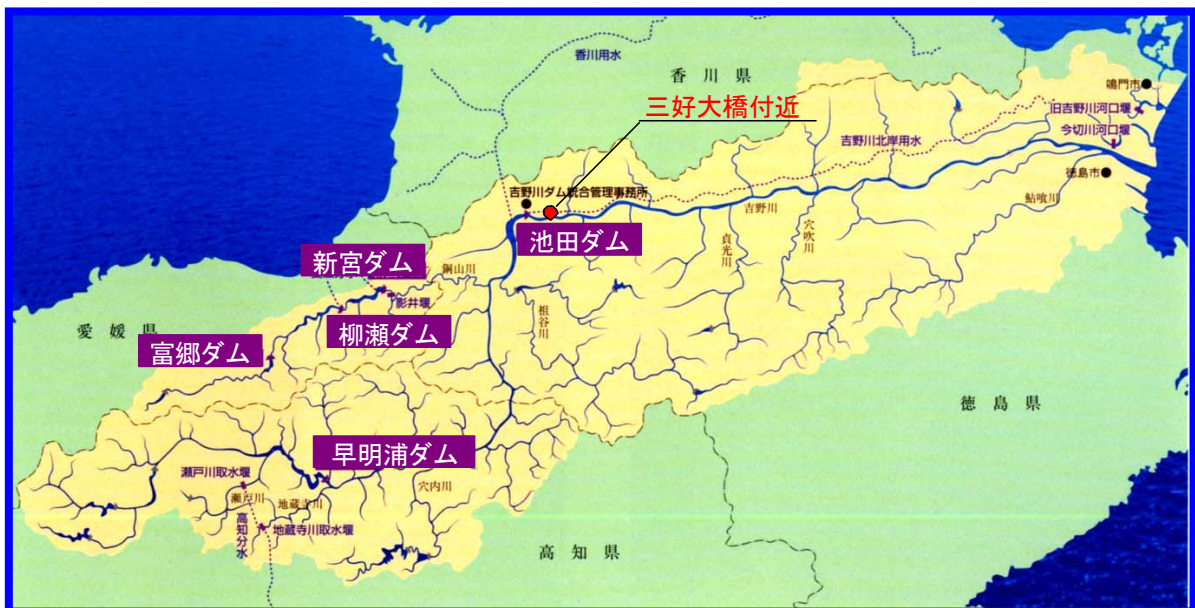 香川用水
香川県
鳴門市
三好大橋付近
旧吉野川河口堰
今切川河口堰
吉野川北岸用水
徳島市
吉野川ダム統合管理事務所
鮎喰川
吉野川
池田ダム
穴吹川
貞光川
新宮ダム
銅山川
影井堰
祖谷川
愛媛県
柳瀬ダム
富郷ダム
徳島県
早明浦ダム
瀬戸川取水堰
穴内川
瀬戸川
地蔵寺川
高知分水
地蔵寺川取水堰
高知県